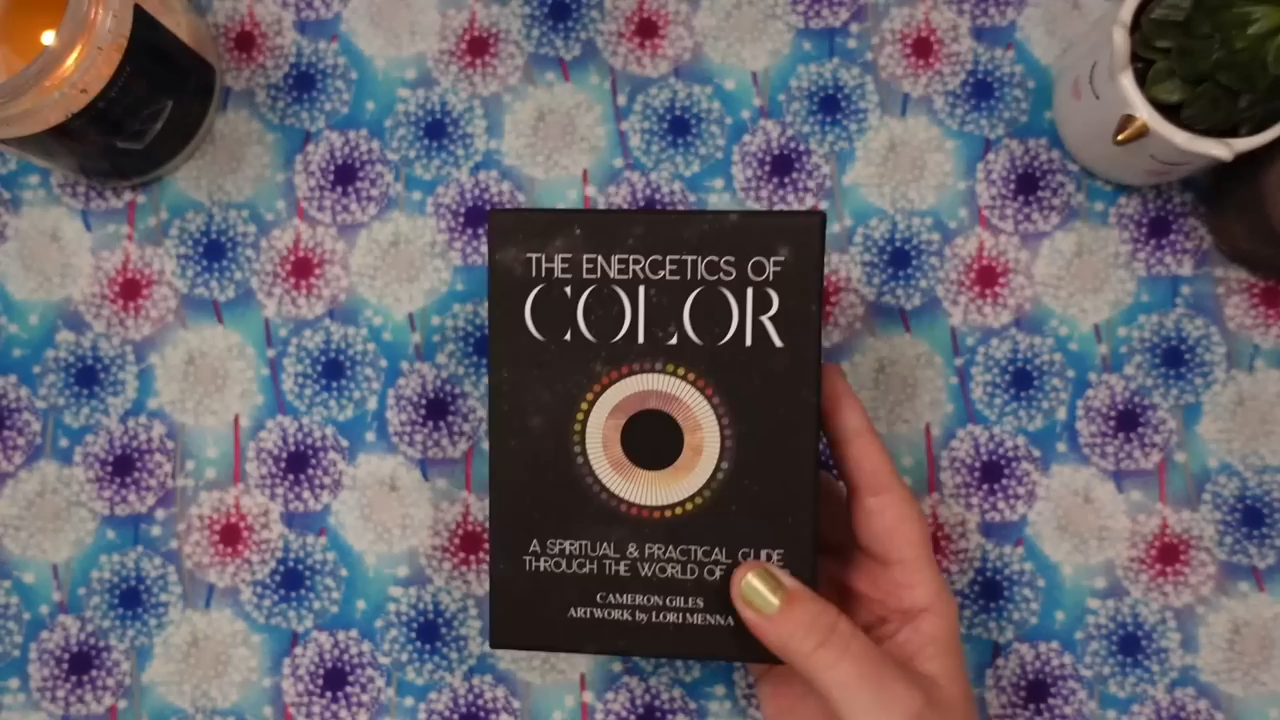 THE ENERGETICS OF
COLOR
A SPIRITUAL & PRACTICAL GUIDE
THROUGH THE WORLD OF
CAMERON GILES
ARTWORK by LORI MENNA